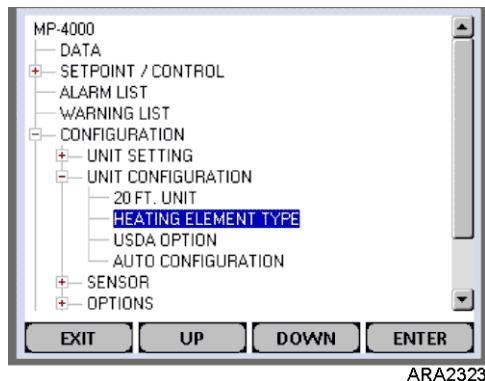 MP-4000
DATA
SETPOINT / CONTROL
ALARM LIST
WARNING LIST
CONFIGURATION
UNIT SETTING
UNIT CONFIGURATION
20 FT. UNIT
HEATING ELEMENT TYPE
USDA OPTION
AUTO CONFIGURATION
SENSOR
OPTIONS
EXIT UP DOWN ENTER
ARA2323